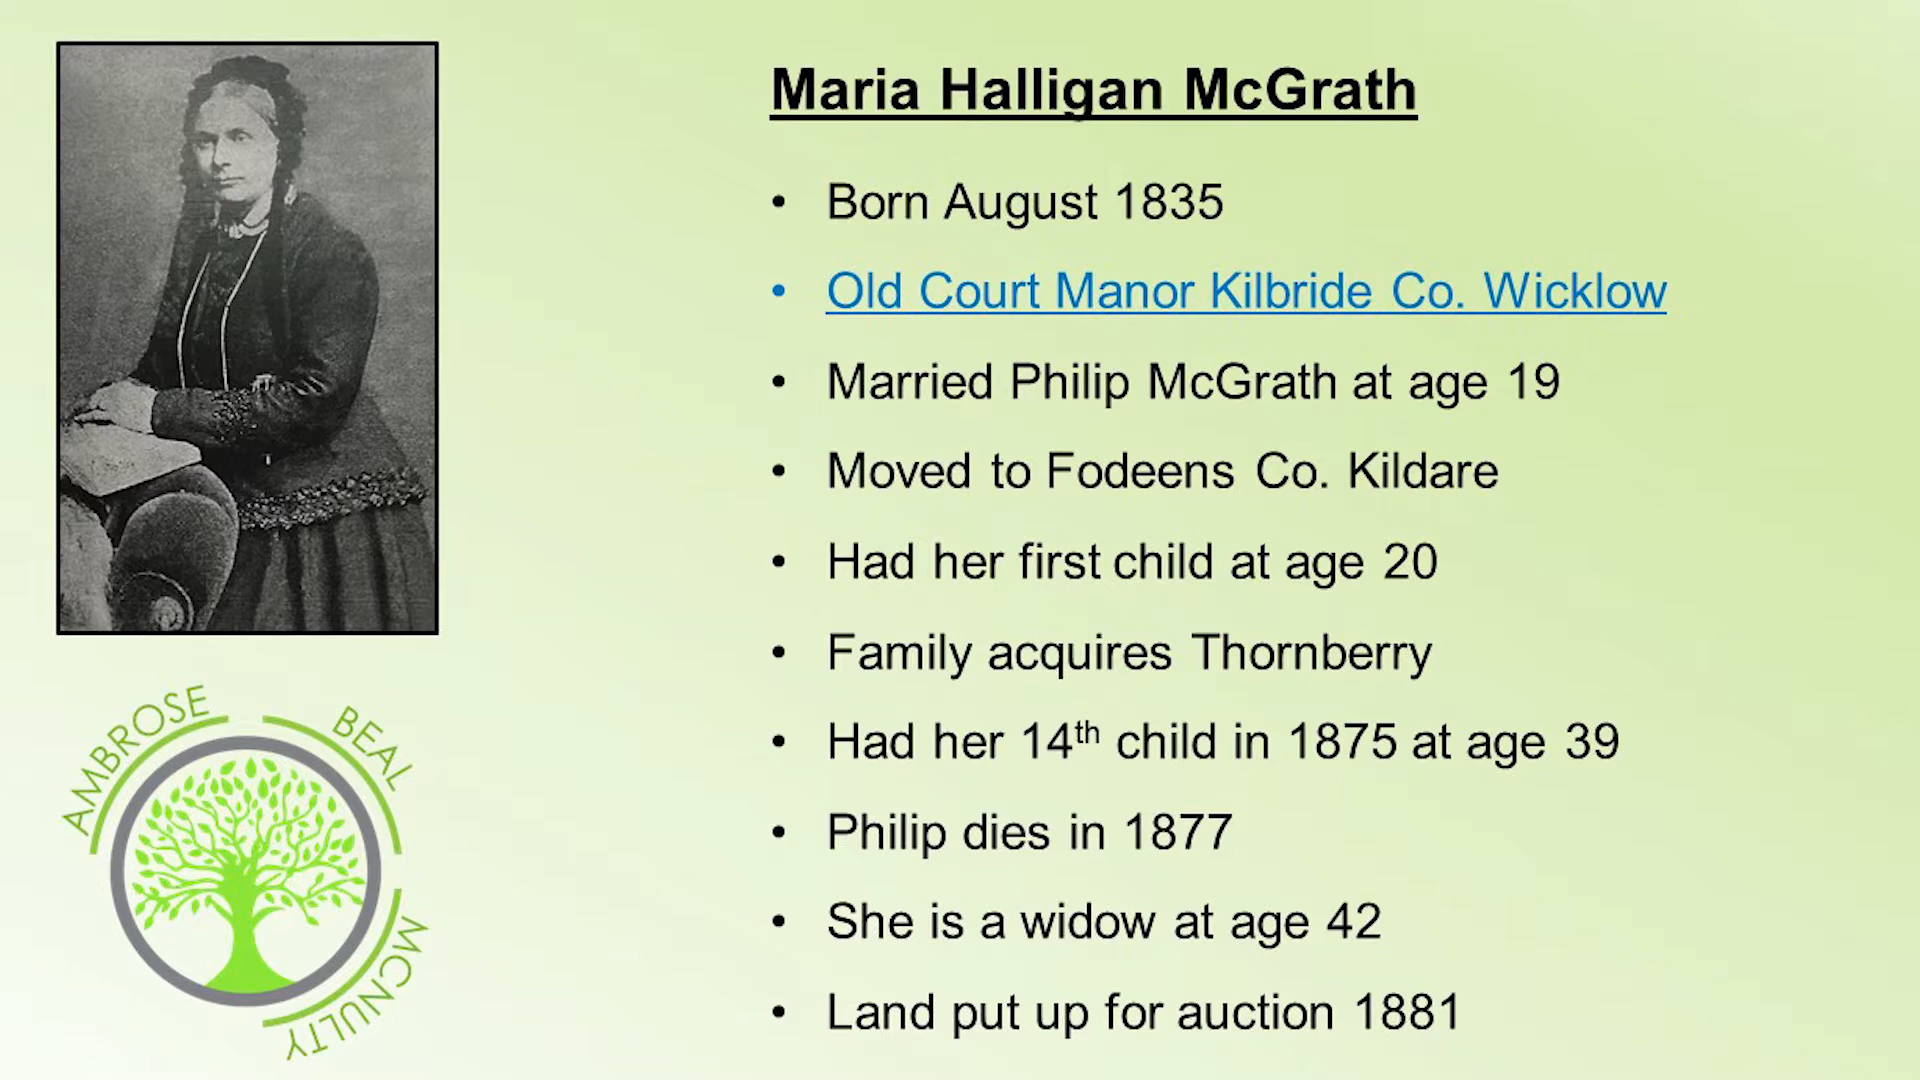 Maria Halligan McGrath
• Born August 1835
• Old Court Manor Kilbride Co. Wicklow
• Married Philip McGrath at age 19
• Moved to Fodeens Co. Kildare
• Had her first child at age 20
• Family acquires Thornberry
• Had her 14th child in 1875 at age 39
• Philip dies in 1877
• She is a widow at age 42
• Land put up for auction 1881
AMBROSE
BEAL
MCNULTY